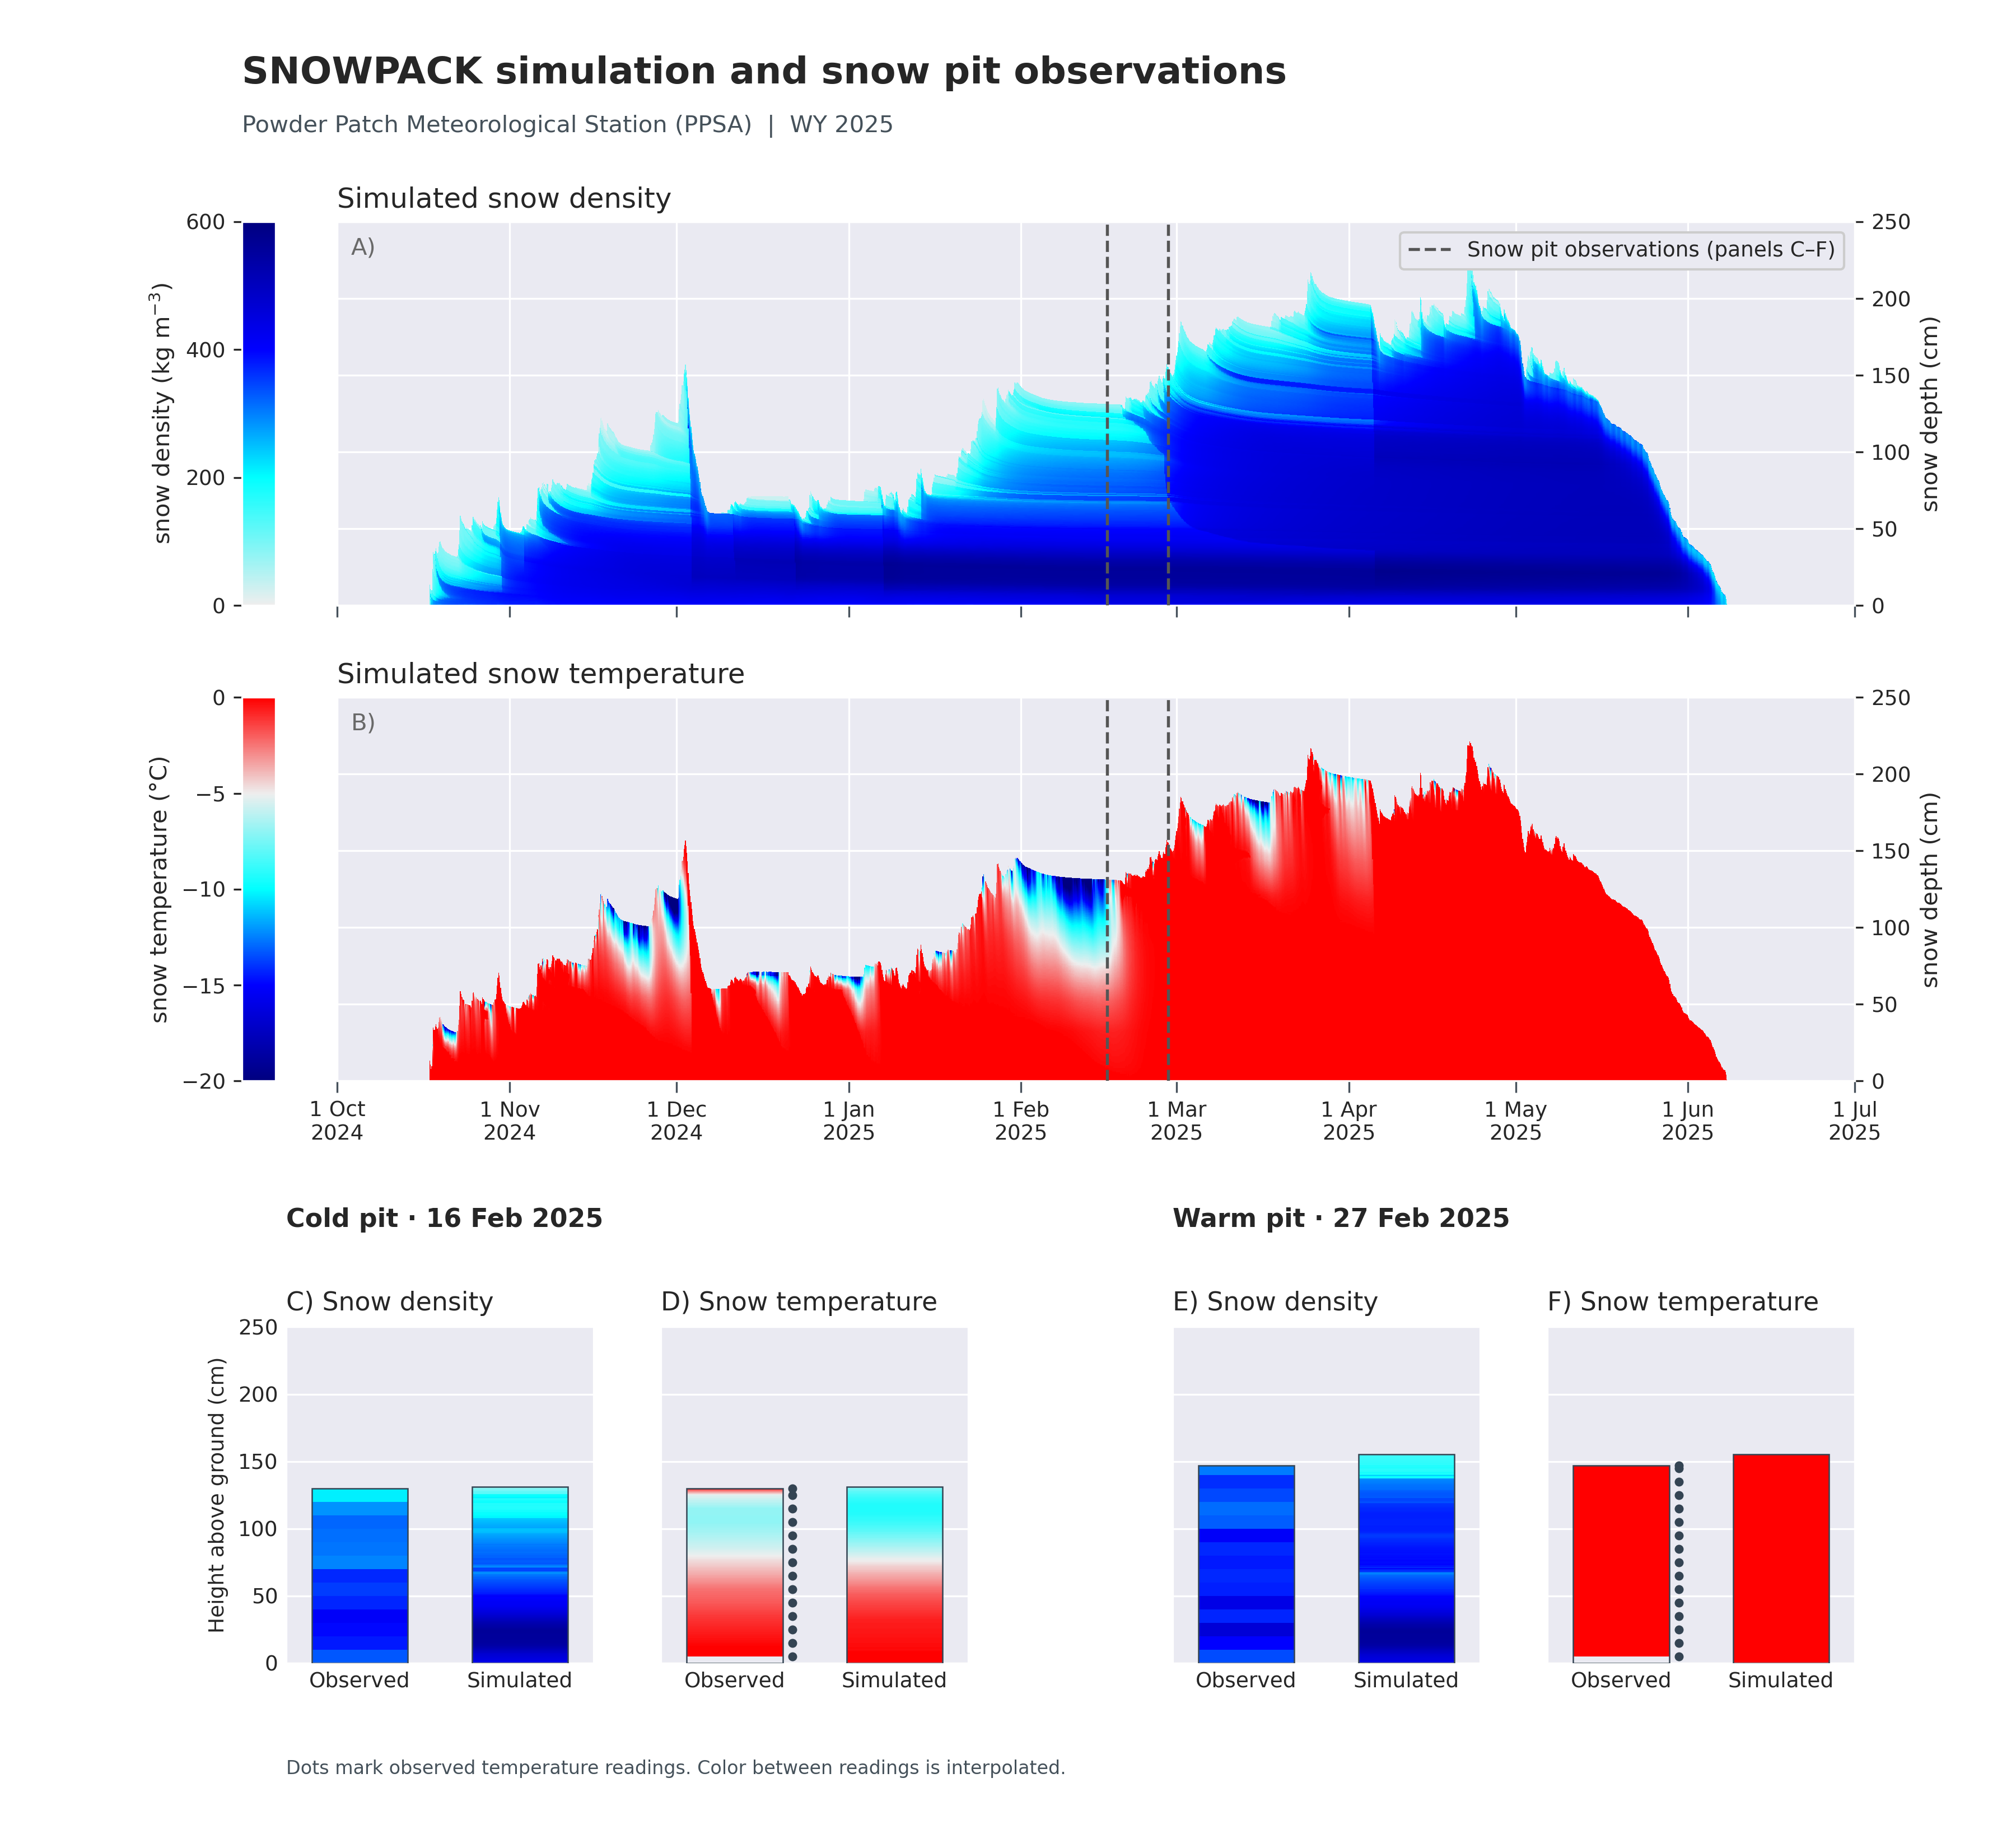 SNOWPACK simulation and snow pit observations
Powder Patch Meteorological Station (PPSA) | WY 2025
Simulated snow density
A)
Snow pit observations (panels C–F)
600
400
200
0
snow density (kg m⁻³)
250
200
150
100
50
0
snow depth (cm)
Simulated snow temperature
B)
0
−5
−10
−15
−20
snow temperature (°C)
250
200
150
100
50
0
snow depth (cm)
1 Oct 1 Nov 1 Dec 1 Jan 1 Feb 1 Mar 1 Apr 1 May 1 Jun 1 Jul
2024 2024 2024 2025 2025 2025 2025 2025 2025 2025
Cold pit · 16 Feb 2025
Warm pit · 27 Feb 2025
C) Snow density
D) Snow temperature
E) Snow density
F) Snow temperature
250
200
150
100
50
0
Height above ground (cm)
Observed Simulated
Observed Simulated
Observed Simulated
Observed Simulated
Dots mark observed temperature readings. Color between readings is interpolated.